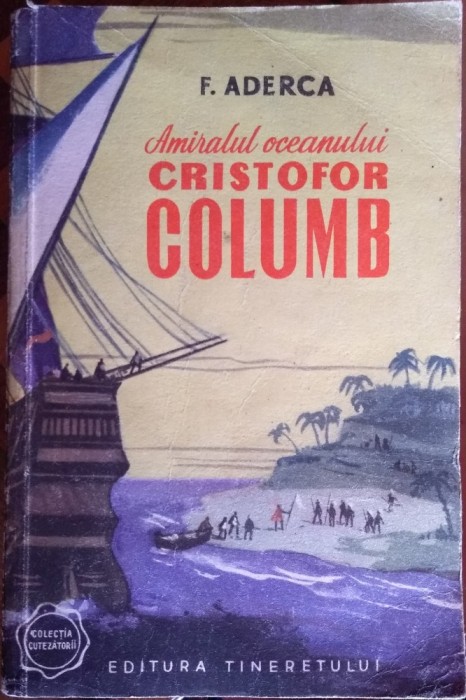 F. ADERCA
Amiralul oceanului
CRISTOFOR
COLUMB
COLECȚIA
CUTEZĂTORII
EDITURA TINERETULUI